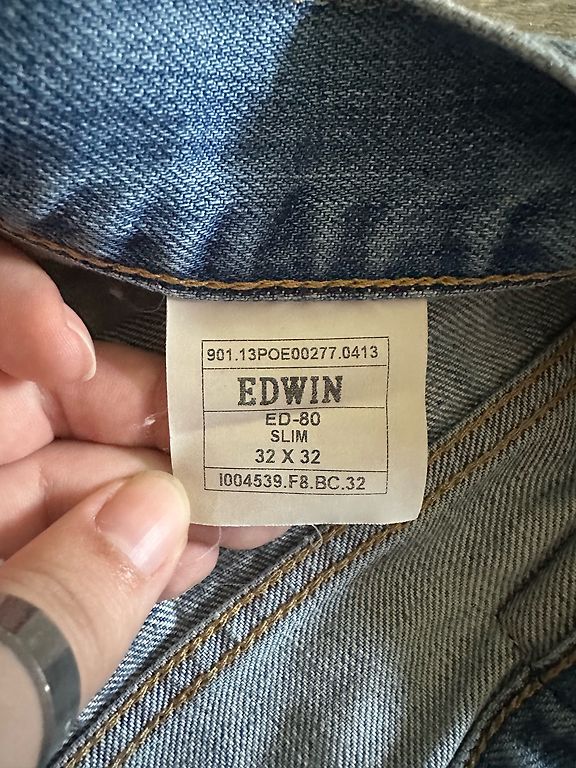 901.13POE00277.0413
EDWIN
ED-80
SLIM
32 X 32
I004539.F8.BC.32